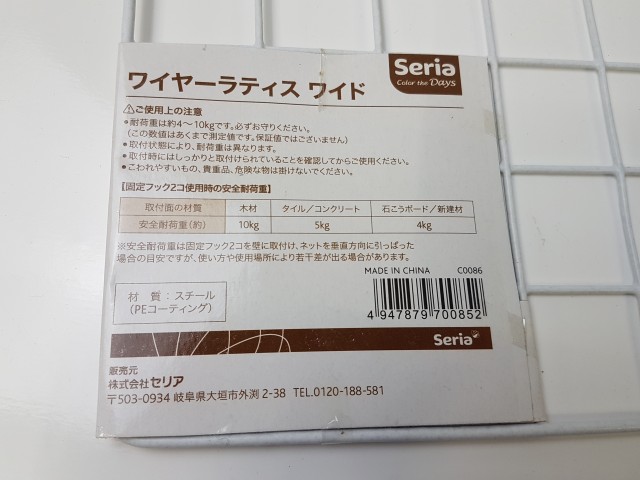 Seria
Color the Days
ワイヤーラティス ワイド
⚠ご使用上の注意
●耐荷重は約4〜10kgです。必ずお守りください。
(この数値はあくまで測定値です。保証値ではございません)
●取付状態により、耐荷重は異なります。
●取付時にはしっかりと取付けられていることを確認してからご使用ください。
●こわれやすいもの、貴重品、危険な物は掛けないでください。
【固定フック2コ使用時の安全耐荷重】
取付面の材質 木材 タイル/コンクリート 石こうボード/新建材
安全耐荷重(約) 10kg 5kg 4kg
※安全耐荷重は固定フック2コを壁に取付け、ネットを垂直方向に引っぱった
場合の目安ですが、使い方や使用場所により若干差が出る場合があります。
MADE IN CHINA C0086
材 質:スチール
(PEコーティング)
4 947879 700852
Seria
販売元
株式会社セリア
〒503-0934 岐阜県大垣市外渕 2-38 TEL.0120-188-581